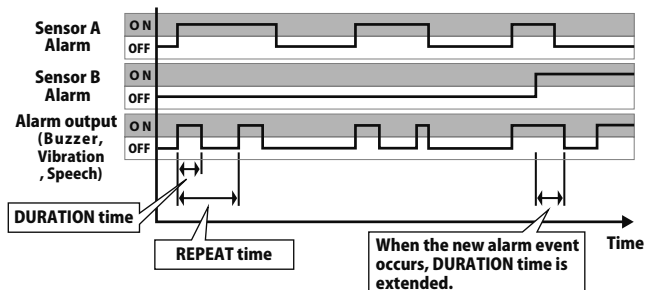 Sensor A
Alarm
ON
OFF
Sensor B
Alarm
ON
OFF
Alarm output
(Buzzer,
Vibration
, Speech)
ON
OFF
DURATION time
REPEAT time
When the new alarm event
occurs, DURATION time is
extended.
Time